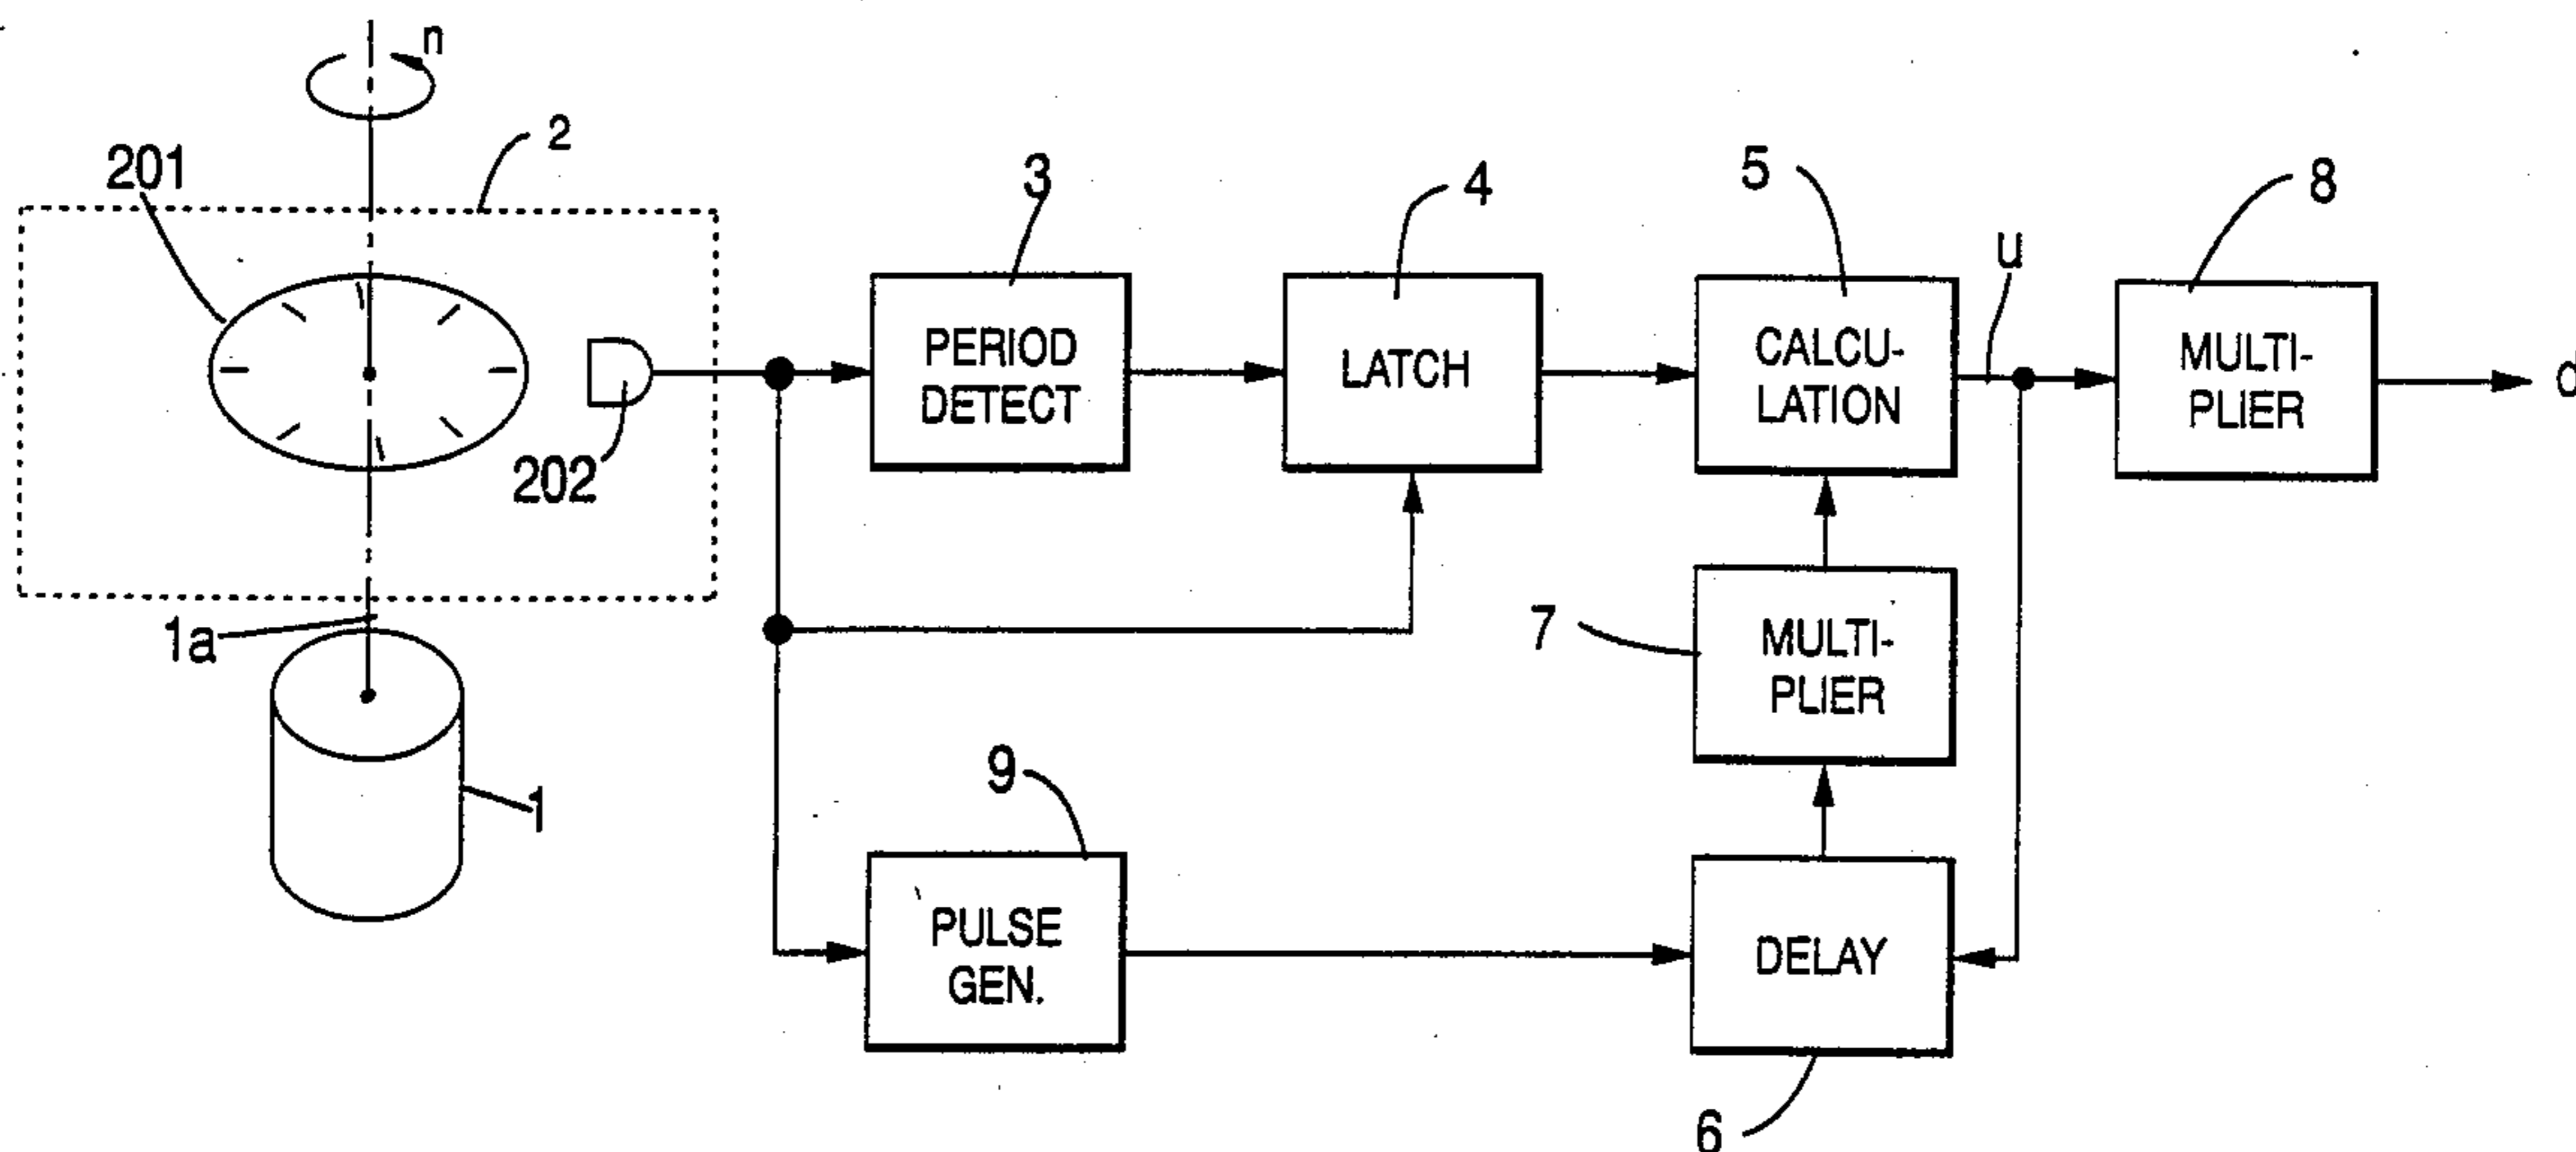 n
2
201
3
4
5
8
u
PERIOD
DETECT
LATCH
CALCU-
LATION
MULTI-
PLIER
202
1a
7
MULTI-
PLIER
1
9
PULSE
GEN.
DELAY
6